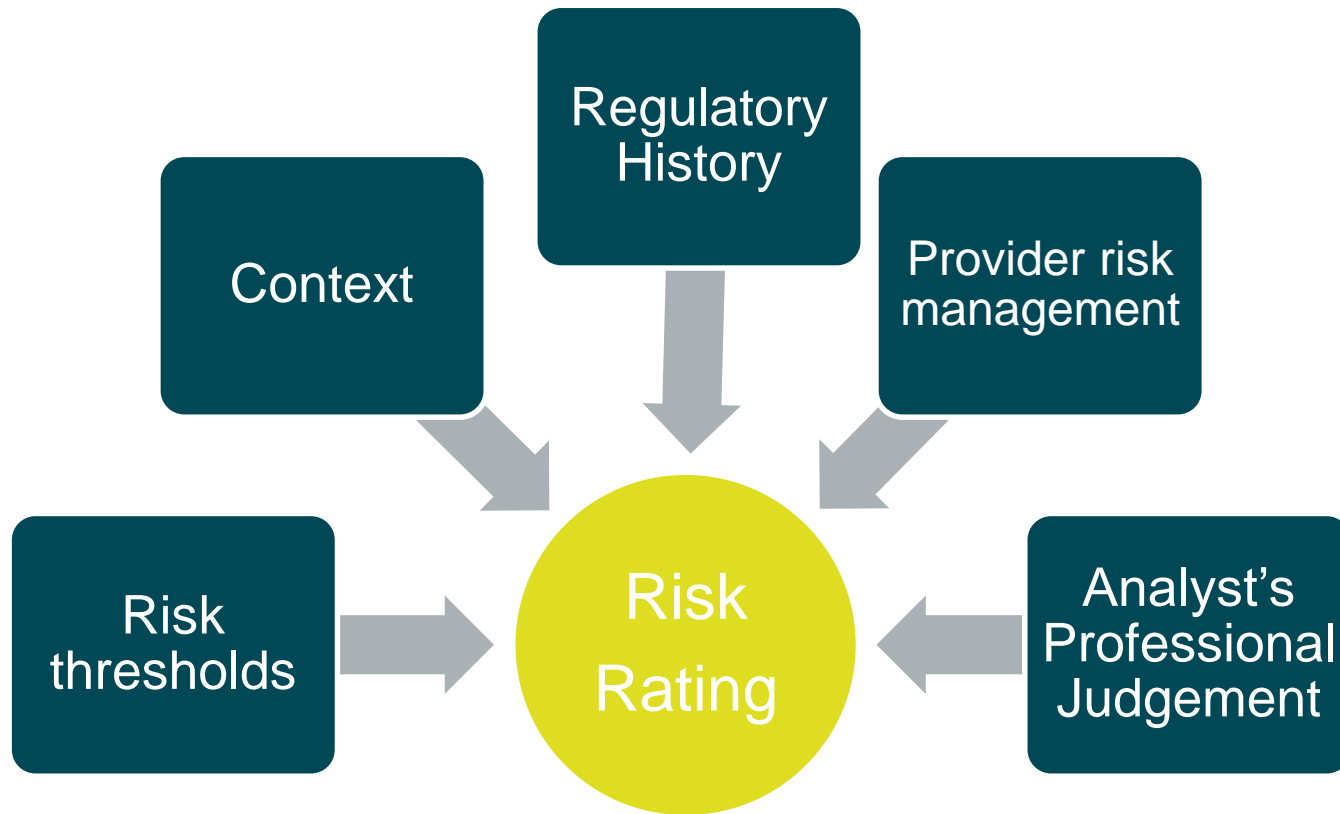 Regulatory
History
Context
Provider risk
management
Risk
thresholds
Risk
Rating
Analyst’s
Professional
Judgement